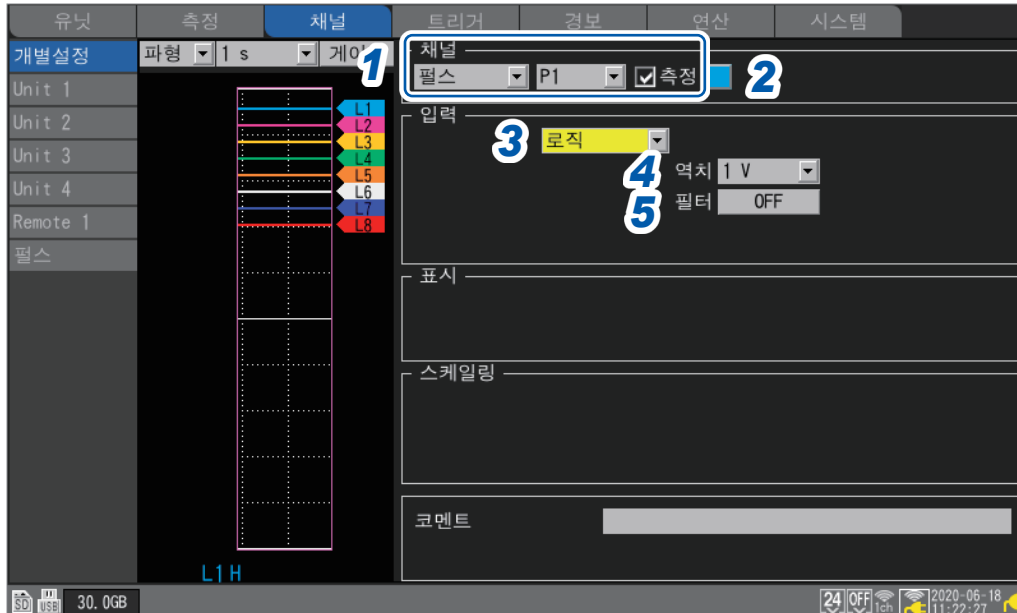 유닛 측정 채널 트리거 경보 연산 시스템
개별설정
Unit 1
Unit 2
Unit 3
Unit 4
Remote 1
펄스
파형 1 s
L1
L2
L3
L4
L5
L6
L7
L8
L1 H
1
채널
펄스 P1 측정 2
입력
3 로직
4 역치 1 V
5 필터 OFF
표시
스케일링
코멘트
SD USB 30.0GB
24 OFF 1ch 2020-06-18
11:22:27